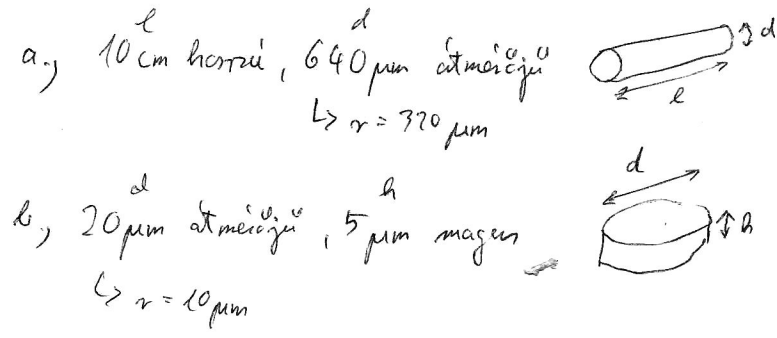 l d
a., 10 cm hosszú, 640 μm átmérőjű
d
↳ r = 320 μm
l
d
d h
b., 20 μm átmérőjű, 5 μm magas
h
↳ r = 10 μm